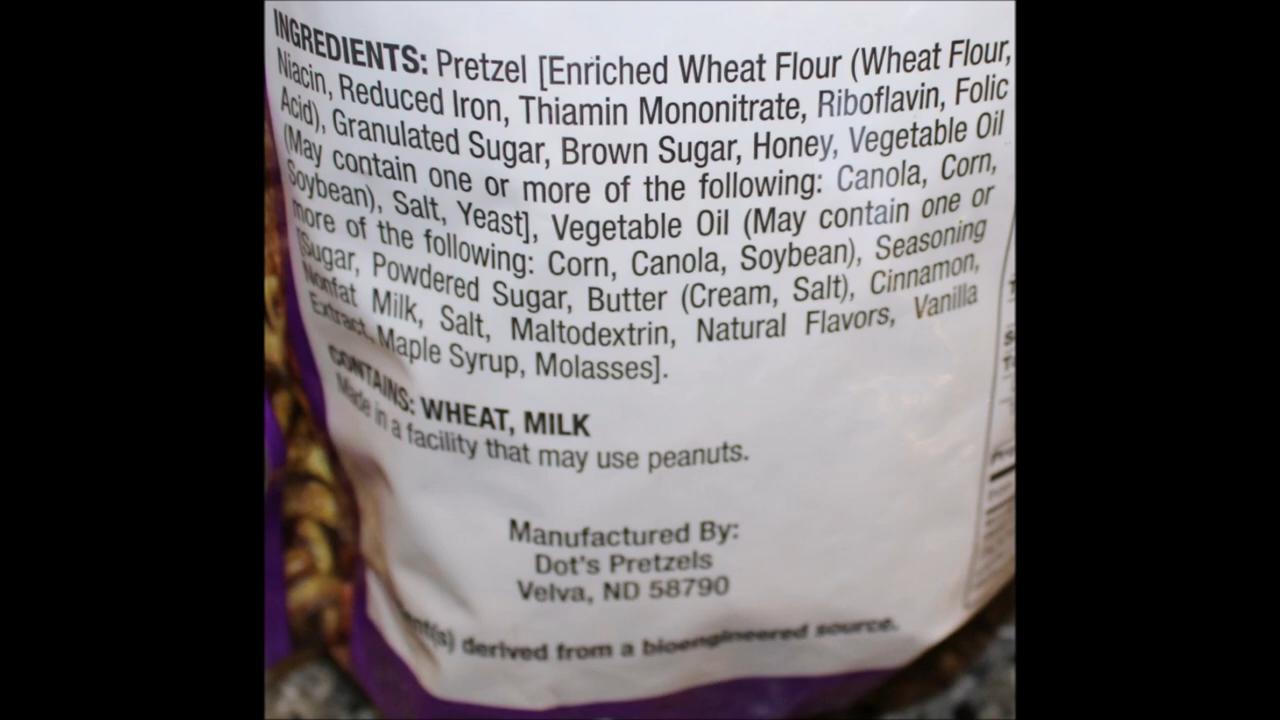 INGREDIENTS: Pretzel [Enriched Wheat Flour (Wheat Flour,
Niacin, Reduced Iron, Thiamin Mononitrate, Riboflavin, Folic
Acid), Granulated Sugar, Brown Sugar, Honey, Vegetable Oil
(May contain one or more of the following: Canola, Corn,
Soybean), Salt, Yeast], Vegetable Oil (May contain one or
more of the following: Corn, Canola, Soybean), Seasoning
[Sugar, Powdered Sugar, Butter (Cream, Salt), Cinnamon,
Nonfat Milk, Salt, Maltodextrin, Natural Flavors, Vanilla
Extract, Maple Syrup, Molasses].
CONTAINS: WHEAT, MILK
Made in a facility that may use peanuts.
Manufactured By:
Dot's Pretzels
Velva, ND 58790
derived from a bioengineered source.